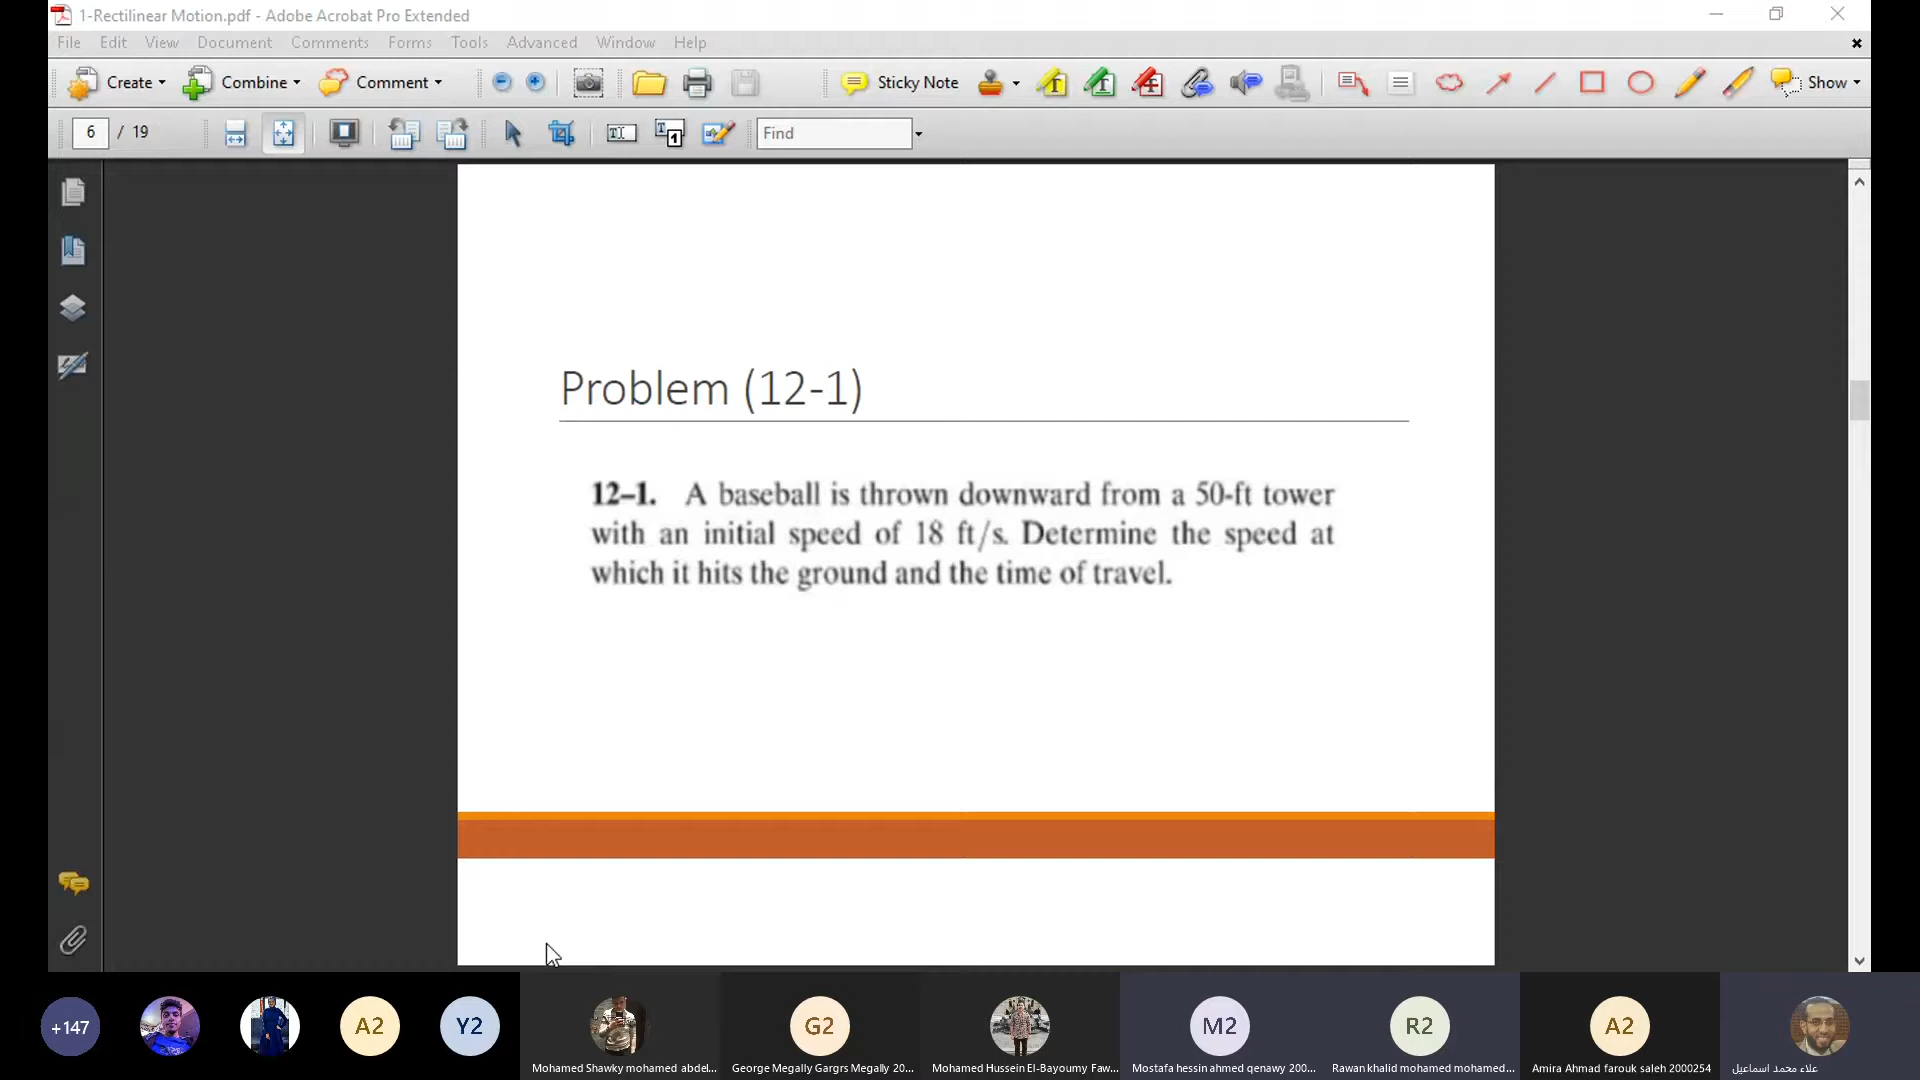 1-Rectilinear Motion.pdf - Adobe Acrobat Pro Extended
File Edit View Document Comments Forms Tools Advanced Window Help
Create Combine Comment Sticky Note Show
6 / 19 Find
Problem (12-1)
12–1. A baseball is thrown downward from a 50-ft tower
with an initial speed of 18 ft/s. Determine the speed at
which it hits the ground and the time of travel.
+147 A2 Y2 G2 M2 R2 A2
Mohamed Shawky mohamed abdel... George Megally Gargrs Megally 20... Mohamed Hussein El-Bayoumy Faw... Mostafa hessin ahmed qenawy 200... Rawan khalid mohamed mohamed... Amira Ahmad farouk saleh 2000254 علاء محمد اسماعيل